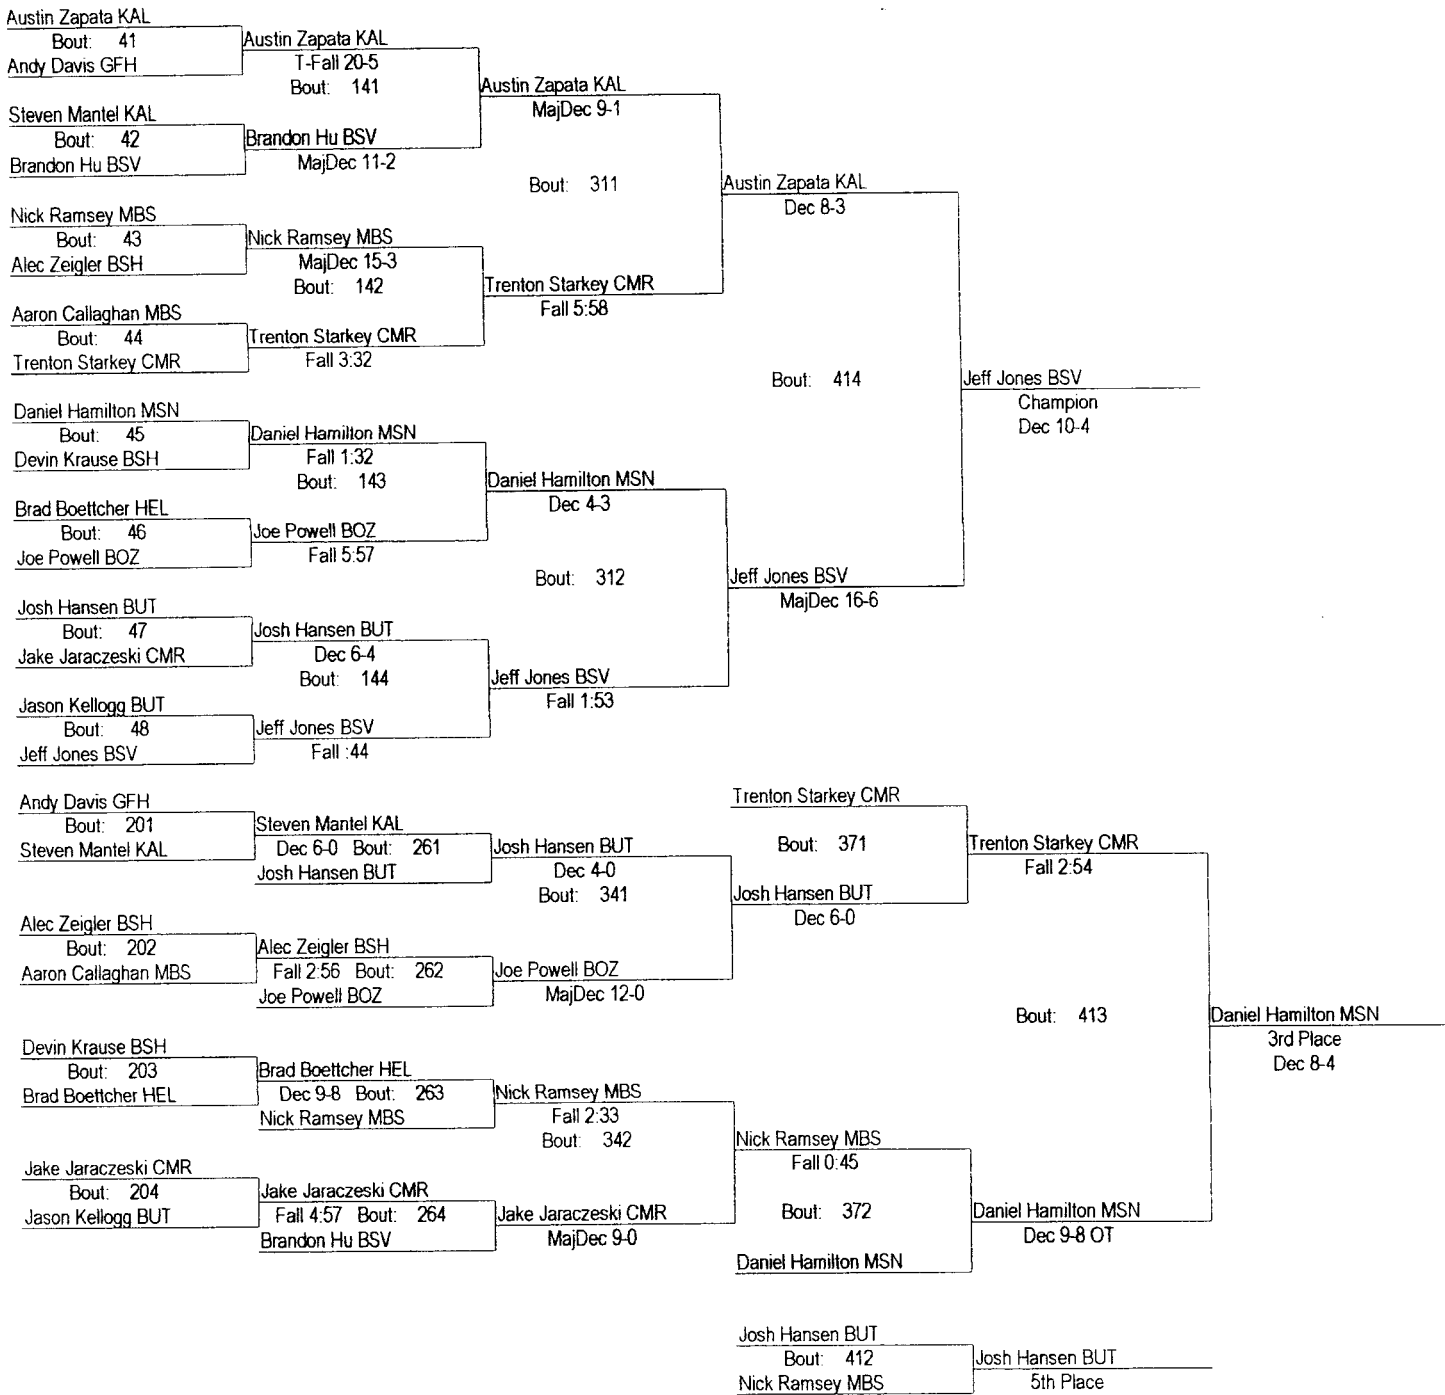 Austin Zapata KAL
Bout: 41
Andy Davis GFH
Austin Zapata KAL
T-Fall 20-5
Bout: 141
Steven Mantel KAL
Bout: 42
Brandon Hu BSV
Brandon Hu BSV
MajDec 11-2
Austin Zapata KAL
MajDec 9-1
Bout: 311
Nick Ramsey MBS
Bout: 43
Alec Zeigler BSH
Nick Ramsey MBS
MajDec 15-3
Bout: 142
Aaron Callaghan MBS
Bout: 44
Trenton Starkey CMR
Trenton Starkey CMR
Fall 3:32
Trenton Starkey CMR
Fall 5:58
Austin Zapata KAL
Dec 8-3
Bout: 414
Daniel Hamilton MSN
Bout: 45
Devin Krause BSH
Daniel Hamilton MSN
Fall 1:32
Bout: 143
Brad Boettcher HEL
Bout: 46
Joe Powell BOZ
Joe Powell BOZ
Fall 5:57
Daniel Hamilton MSN
Dec 4-3
Bout: 312
Josh Hansen BUT
Bout: 47
Jake Jaraczeski CMR
Josh Hansen BUT
Dec 6-4
Bout: 144
Jason Kellogg BUT
Bout: 48
Jeff Jones BSV
Jeff Jones BSV
Fall :44
Jeff Jones BSV
Fall 1:53
Jeff Jones BSV
MajDec 16-6
Jeff Jones BSV
Champion
Dec 10-4
Andy Davis GFH
Bout: 201
Steven Mantel KAL
Steven Mantel KAL
Dec 6-0 Bout: 261
Josh Hansen BUT
Josh Hansen BUT
Dec 4-0
Bout: 341
Alec Zeigler BSH
Bout: 202
Aaron Callaghan MBS
Alec Zeigler BSH
Fall 2:56 Bout: 262
Joe Powell BOZ
Joe Powell BOZ
MajDec 12-0
Trenton Starkey CMR
Bout: 371
Josh Hansen BUT
Dec 6-0
Trenton Starkey CMR
Fall 2:54
Bout: 413
Devin Krause BSH
Bout: 203
Brad Boettcher HEL
Brad Boettcher HEL
Dec 9-8 Bout: 263
Nick Ramsey MBS
Nick Ramsey MBS
Fall 2:33
Bout: 342
Jake Jaraczeski CMR
Bout: 204
Jason Kellogg BUT
Jake Jaraczeski CMR
Fall 4:57 Bout: 264
Brandon Hu BSV
Jake Jaraczeski CMR
MajDec 9-0
Nick Ramsey MBS
Fall 0:45
Bout: 372
Daniel Hamilton MSN
Daniel Hamilton MSN
Dec 9-8 OT
Daniel Hamilton MSN
3rd Place
Dec 8-4
Josh Hansen BUT
Bout: 412
Nick Ramsey MBS
Josh Hansen BUT
5th Place